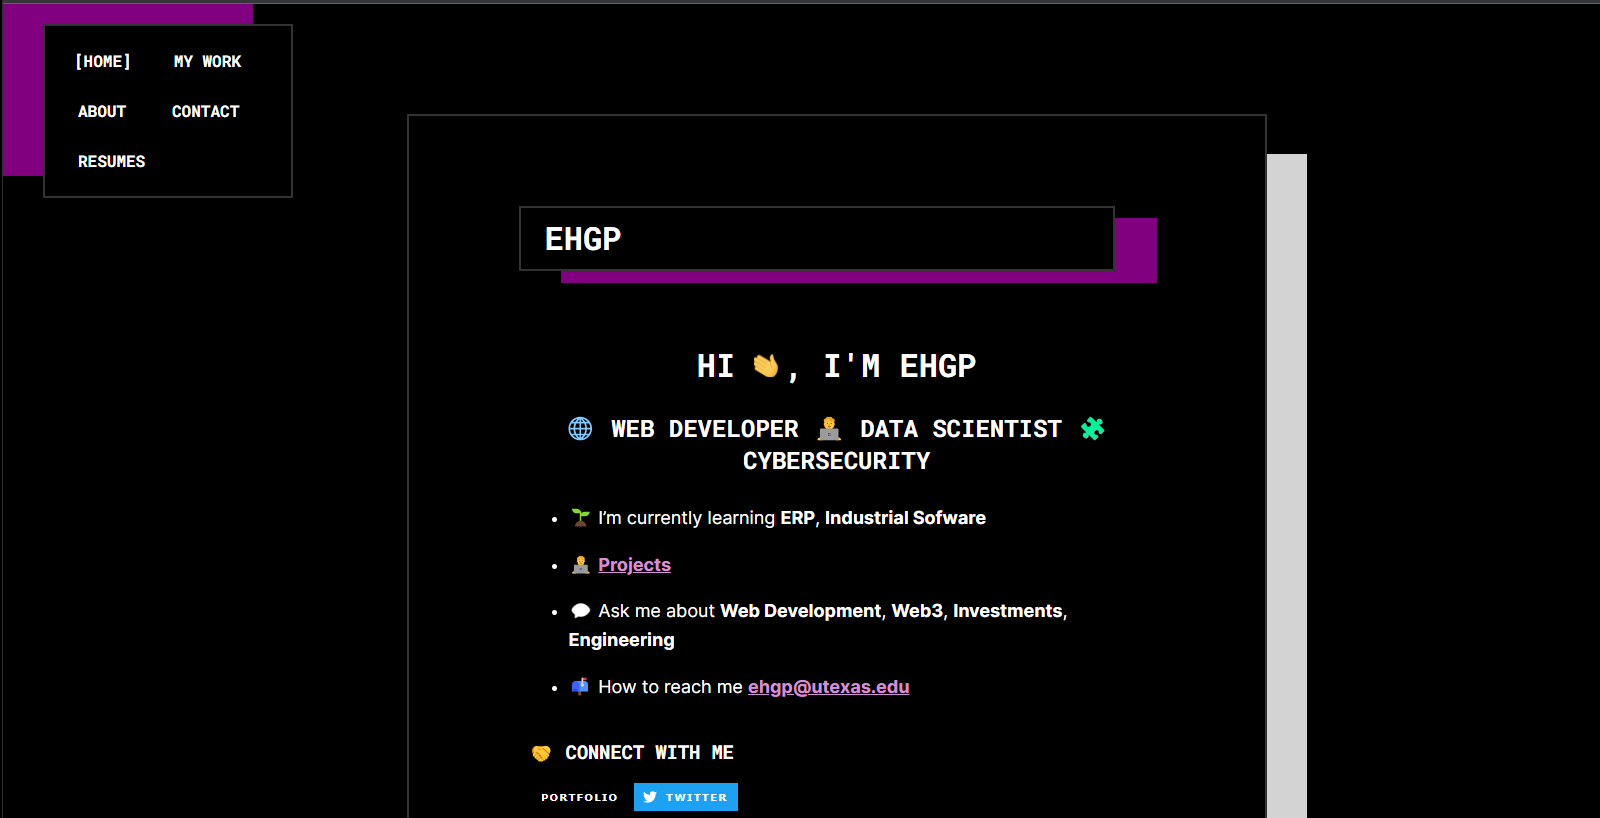 [HOME] MY WORK
ABOUT CONTACT
RESUMES
EHGP
HI 👋, I'M EHGP
🌐 WEB DEVELOPER 👨‍💻 DATA SCIENTIST 🧩
CYBERSECURITY
• 🌱 I’m currently learning ERP, Industrial Sofware
• 👨‍💻 Projects
• 💬 Ask me about Web Development, Web3, Investments,
Engineering
• 📫 How to reach me ehgp@utexas.edu
🤝 CONNECT WITH ME
PORTFOLIO TWITTER